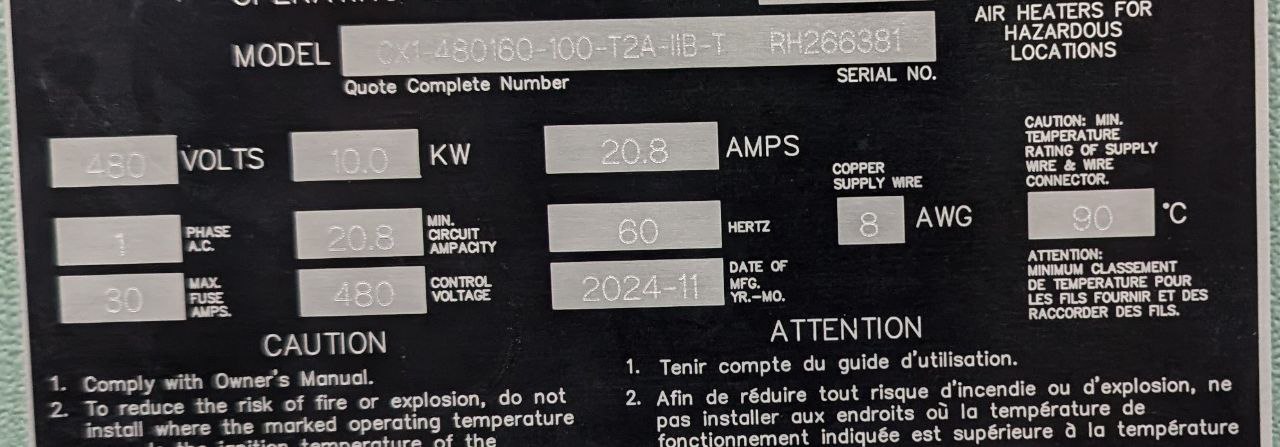 MODEL CX1-480160-100-T2A-IIB-T RH266381
Quote Complete Number SERIAL NO.
AIR HEATERS FOR
HAZARDOUS
LOCATIONS
480 VOLTS 10.0 KW 20.8 AMPS
COPPER
SUPPLY WIRE
8 AWG
CAUTION: MIN.
TEMPERATURE
RATING OF SUPPLY
WIRE & WIRE
CONNECTOR.
90 °C
1 PHASE
A.C.
20.8 MIN.
CIRCUIT
AMPACITY
60 HERTZ
30 MAX.
FUSE
AMPS.
480 CONTROL
VOLTAGE
2024-11 DATE OF
MFG.
YR.-MO.
ATTENTION:
MINIMUM CLASSEMENT
DE TEMPERATURE POUR
LES FILS FOURNIR ET DES
RACCORDER DES FILS.
CAUTION
1. Comply with Owner's Manual.
2. To reduce the risk of fire or explosion, do not
install where the marked operating temperature
ignition temperature of the
ATTENTION
1. Tenir compte du guide d'utilisation.
2. Afin de réduire tout risque d'incendie ou d'explosion, ne
pas installer aux endroits où la température de
fonctionnement indiquée est supérieure à la température